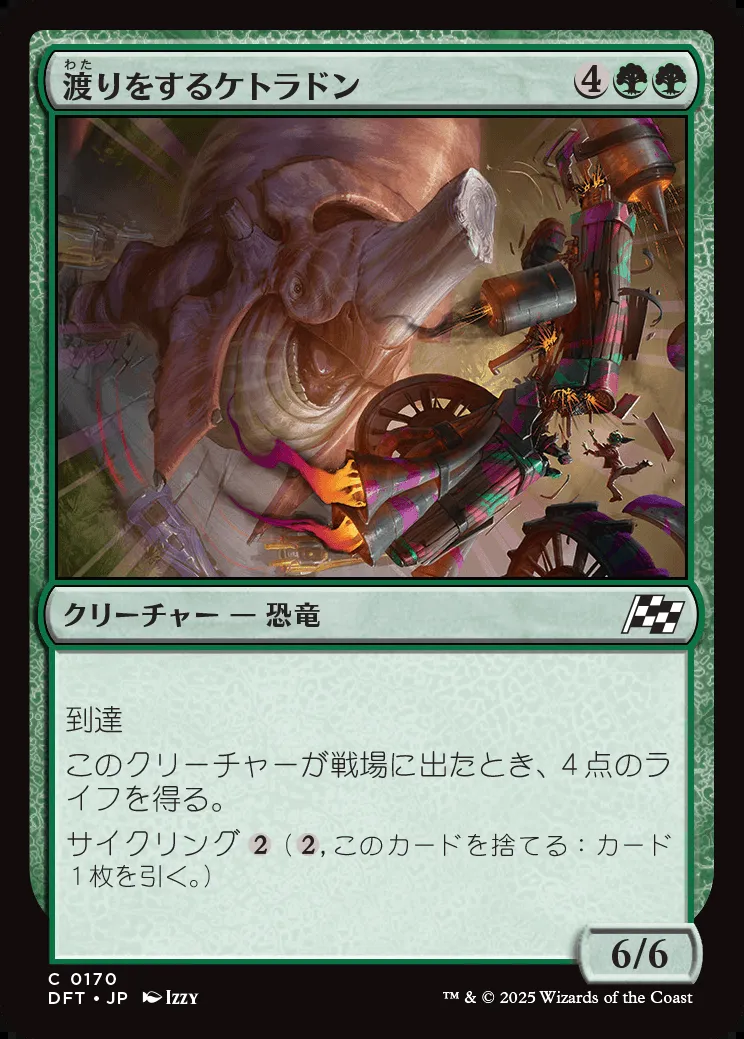 わた
渡りをするケトラドン 4
クリーチャー — 恐竜
到達
このクリーチャーが戦場に出たとき、4点のラ
イフを得る。
サイクリング 2（2,このカードを捨てる：カード
1枚を引く。）
6/6
C 0170
DFT • JP Izzy
™ & © 2025 Wizards of the Coast